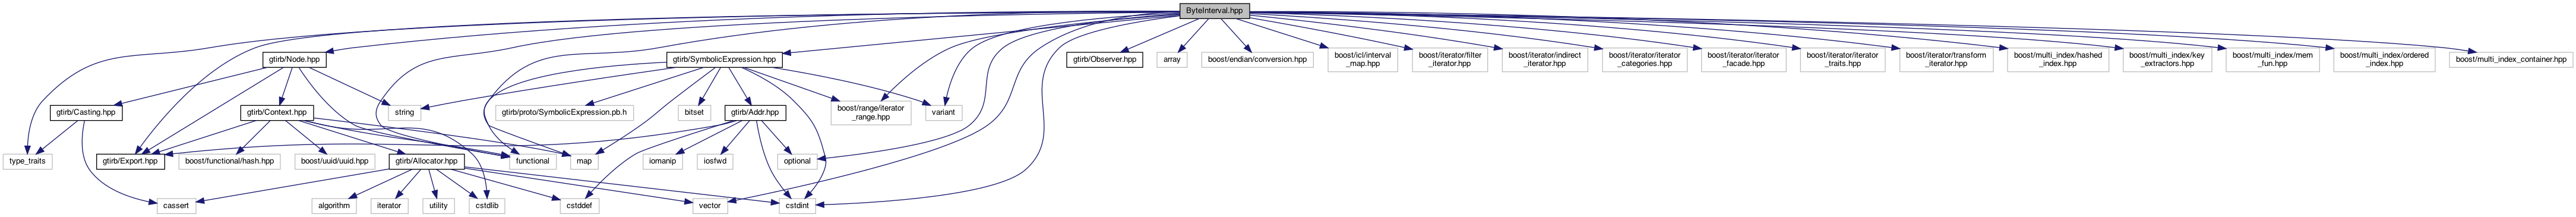 ByteInterval.hpp
gtirb/Node.hpp
gtirb/SymbolicExpression.hpp
gtirb/Observer.hpp
array
boost/endian/conversion.hpp
boost/icl/interval
_map.hpp
boost/iterator/filter
_iterator.hpp
boost/iterator/indirect
_iterator.hpp
boost/iterator/iterator
_categories.hpp
boost/iterator/iterator
_facade.hpp
boost/iterator/iterator
_traits.hpp
boost/iterator/transform
_iterator.hpp
boost/multi_index/hashed
_index.hpp
boost/multi_index/key
_extractors.hpp
boost/multi_index/mem
_fun.hpp
boost/multi_index/ordered
_index.hpp
boost/multi_index_container.hpp
gtirb/Casting.hpp
gtirb/Context.hpp
string
gtirb/proto/SymbolicExpression.pb.h
bitset
gtirb/Addr.hpp
boost/range/iterator
_range.hpp
variant
type_traits
gtirb/Export.hpp
boost/functional/hash.hpp
boost/uuid/uuid.hpp
gtirb/Allocator.hpp
functional
map
iomanip
iosfwd
optional
cassert
algorithm
iterator
utility
cstdlib
cstddef
vector
cstdint